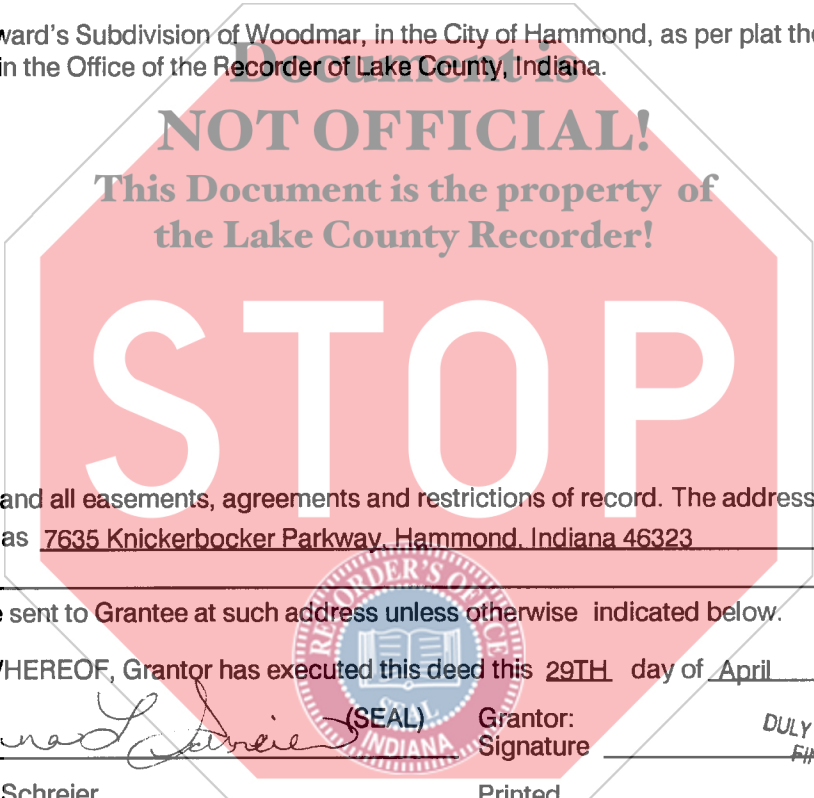 ward's Subdivision of Woodmar, in the City of Hammond, as per plat the
in the Office of the Recorder of Lake County, Indiana.
Document is
NOT OFFICIAL!
This Document is the property of
the Lake County Recorder!
STOP
and all easements, agreements and restrictions of record. The address
as 7635 Knickerbocker Parkway, Hammond, Indiana 46323
e sent to Grantee at such address unless otherwise indicated below.
WHEREOF, Grantor has executed this deed this 29TH day of April
(SEAL) Grantor:
Signature
DULY
RECORDER'S OFFICE
SEAL
INDIANA
Schreier Printed